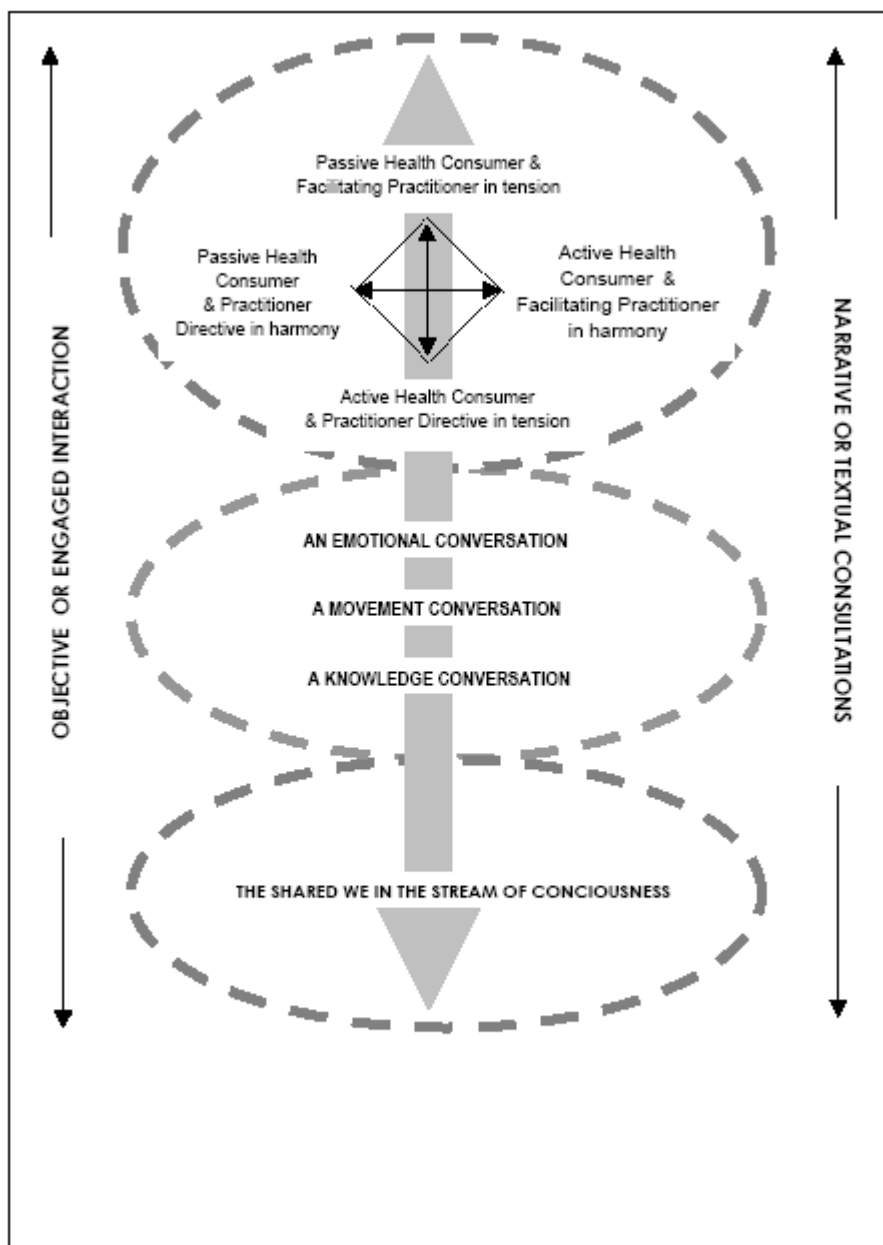 Passive Health Consumer &
Facilitating Practitioner in tension
Passive Health
Consumer
& Practitioner
Directive in harmony
Active Health
Consumer &
Facilitating Practitioner
in harmony
Active Health Consumer
& Practitioner Directive in tension
OBJECTIVE OR ENGAGED INTERACTION
NARRATIVE OR TEXTUAL CONSULTATIONS
AN EMOTIONAL CONVERSATION
A MOVEMENT CONVERSATION
A KNOWLEDGE CONVERSATION
THE SHARED WE IN THE STREAM OF CONCIOUSNESS